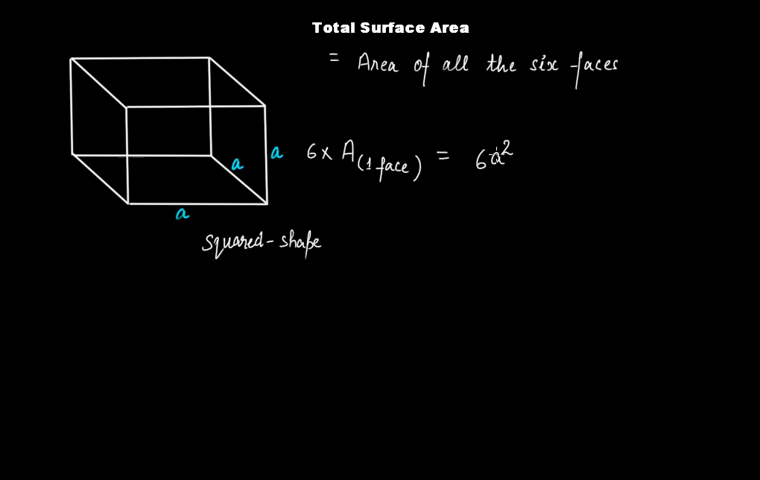 Total Surface Area
= Area of all the six faces
a
a
6 × A(1 face) = 6a²
a
squared-shape